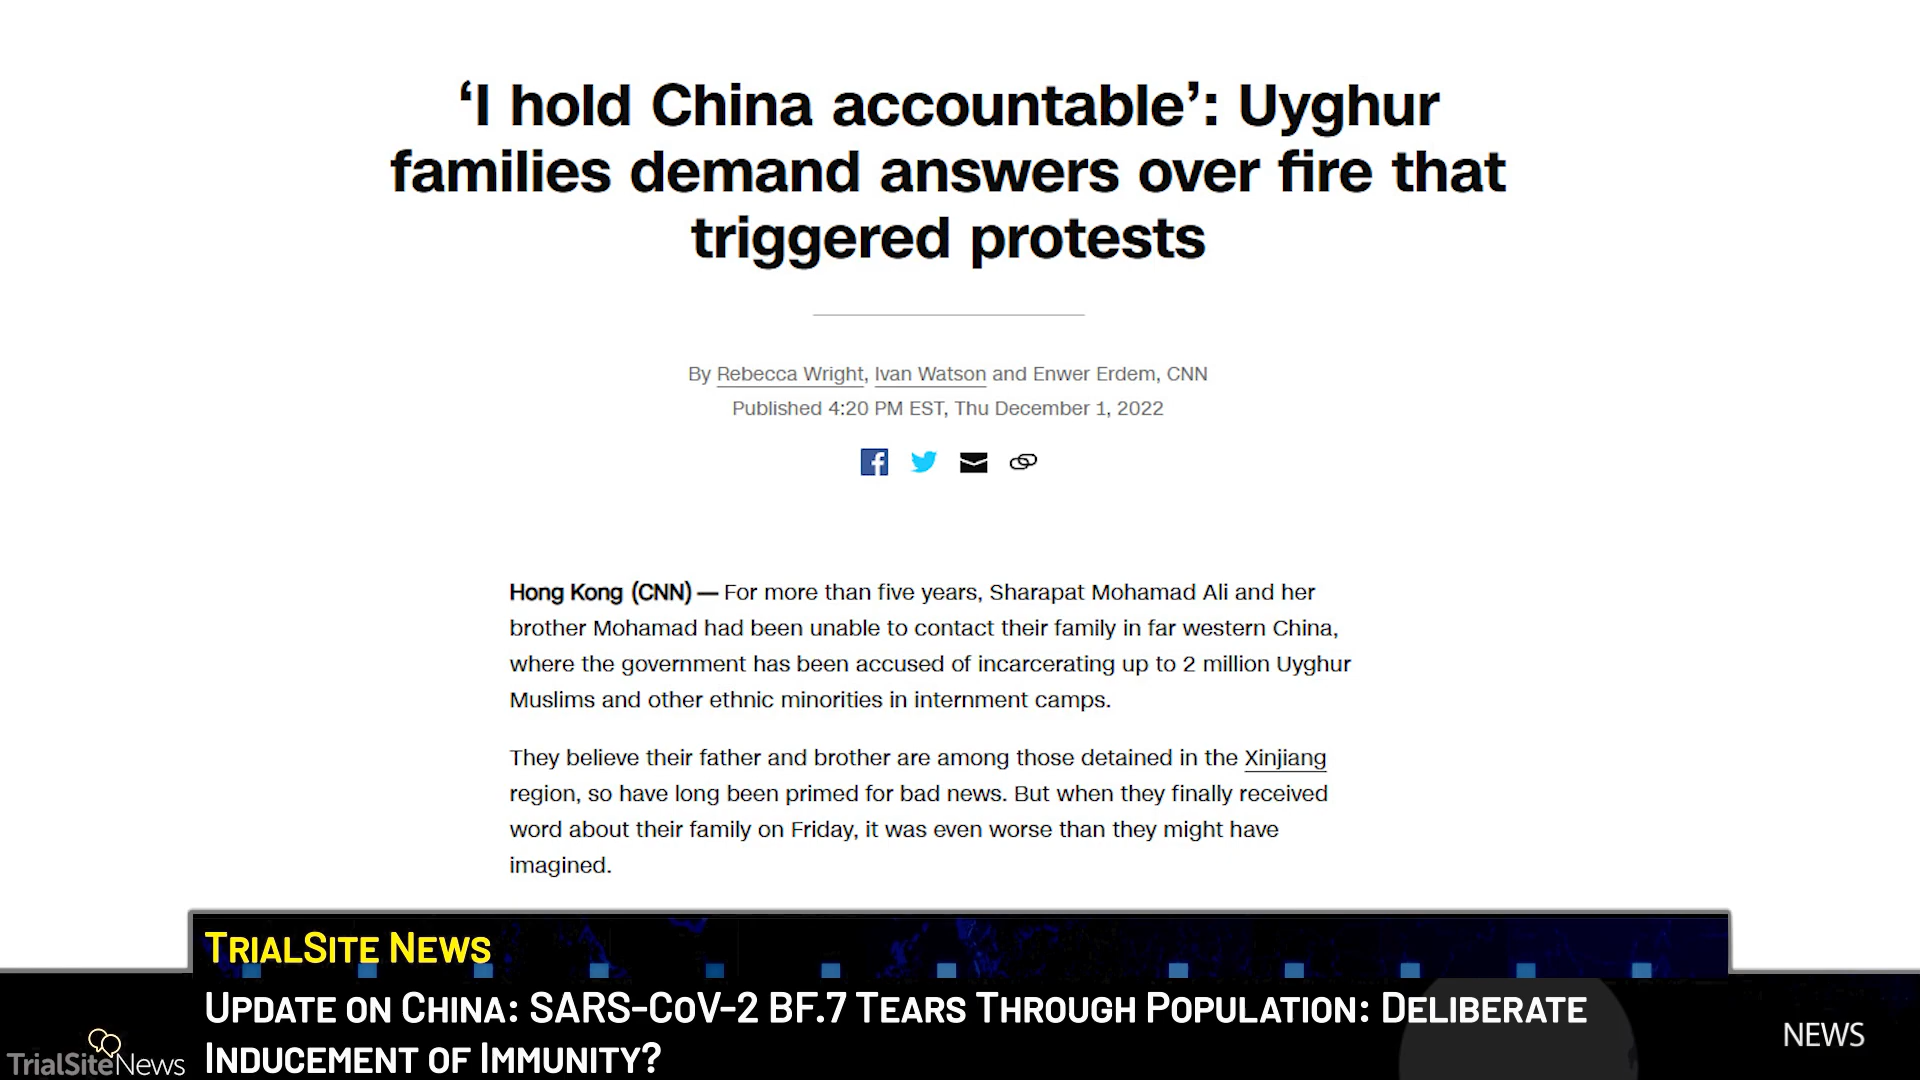 ‘I hold China accountable’: Uyghur
families demand answers over fire that
triggered protests
By Rebecca Wright, Ivan Watson and Enwer Erdem, CNN
Published 4:20 PM EST, Thu December 1, 2022
Hong Kong (CNN) — For more than five years, Sharapat Mohamad Ali and her
brother Mohamad had been unable to contact their family in far western China,
where the government has been accused of incarcerating up to 2 million Uyghur
Muslims and other ethnic minorities in internment camps.
They believe their father and brother are among those detained in the Xinjiang
region, so have long been primed for bad news. But when they finally received
word about their family on Friday, it was even worse than they might have
imagined.
TrialSite News
Update on China: SARS-CoV-2 BF.7 Tears Through Population: Deliberate
Inducement of Immunity?
TrialSiteNews
NEWS